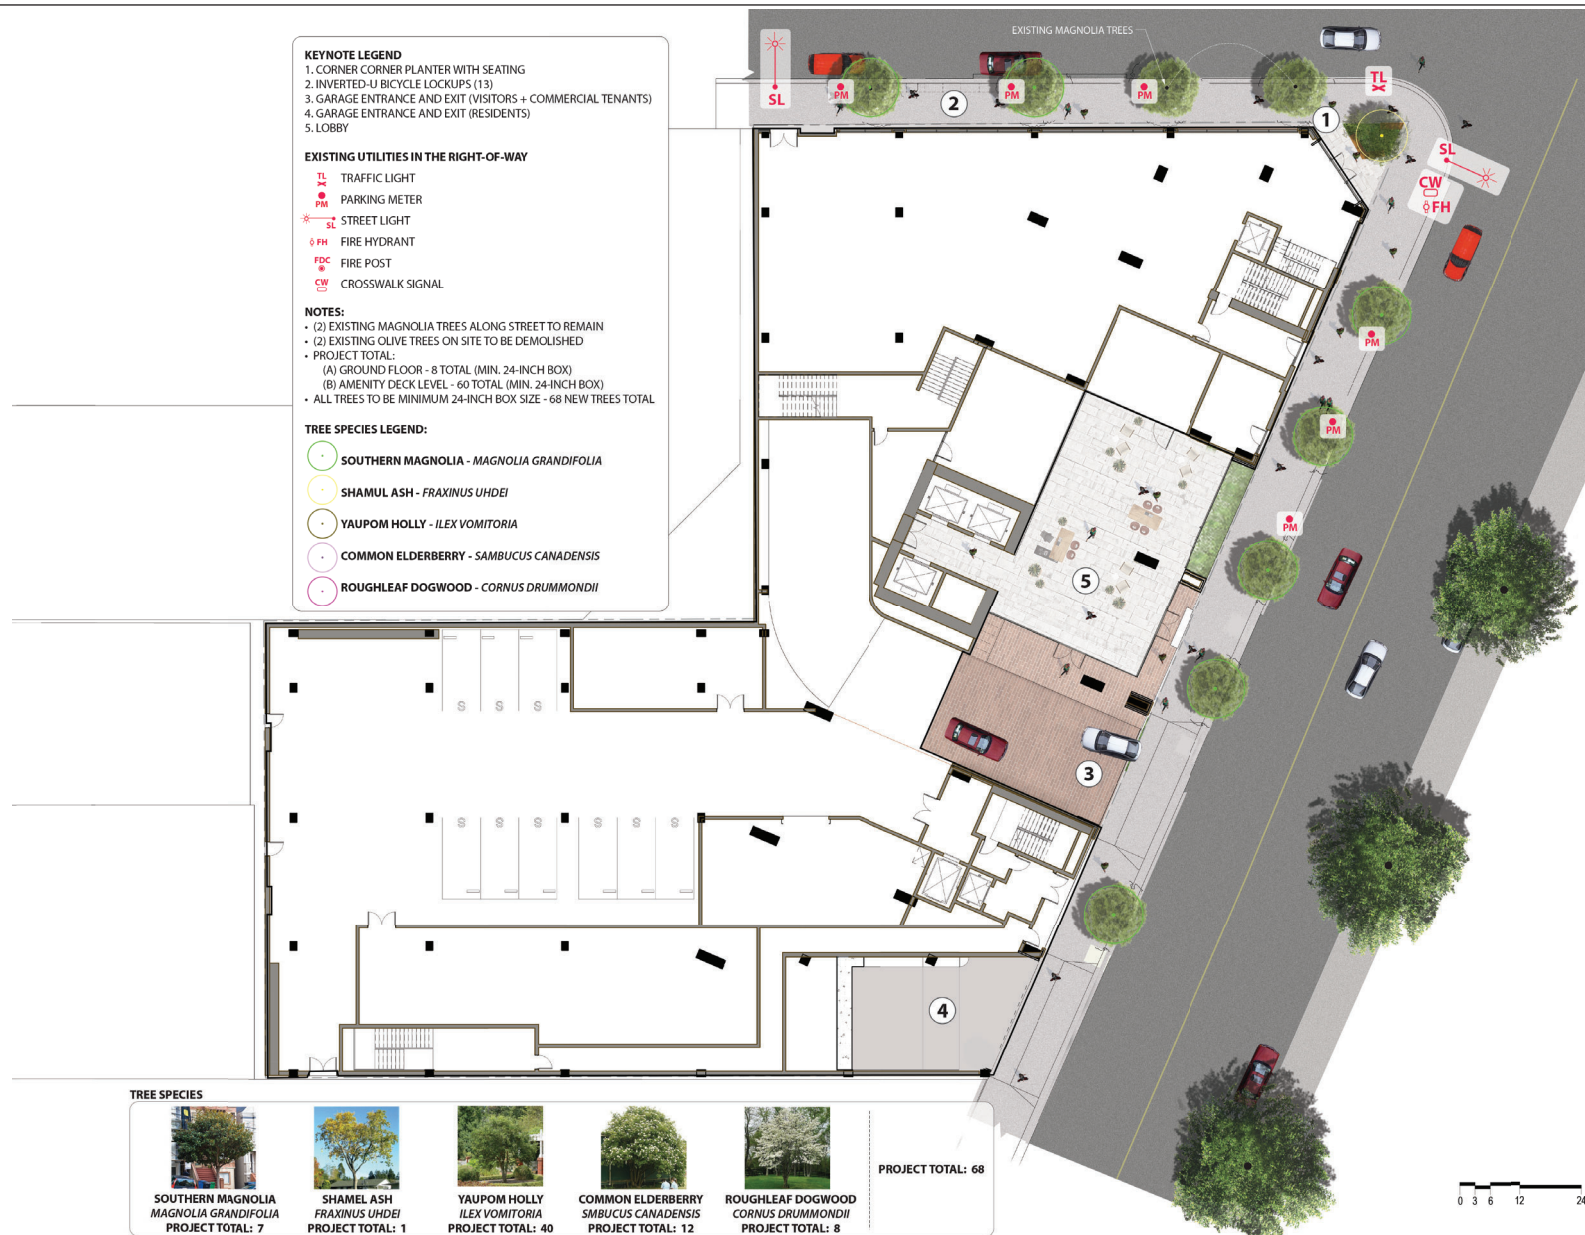 EXISTING MAGNOLIA TREES
KEYNOTE LEGEND
1. CORNER CORNER PLANTER WITH SEATING
2. INVERTED-U BICYCLE LOCKUPS (13)
3. GARAGE ENTRANCE AND EXIT (VISITORS + COMMERCIAL TENANTS)
4. GARAGE ENTRANCE AND EXIT (RESIDENTS)
5. LOBBY
EXISTING UTILITIES IN THE RIGHT-OF-WAY
TL TRAFFIC LIGHT
PM PARKING METER
SL STREET LIGHT
FH FIRE HYDRANT
FDC FIRE POST
CW CROSSWALK SIGNAL
NOTES:
• (2) EXISTING MAGNOLIA TREES ALONG STREET TO REMAIN
• (2) EXISTING OLIVE TREES ON SITE TO BE DEMOLISHED
• PROJECT TOTAL:
(A) GROUND FLOOR - 8 TOTAL (MIN. 24-INCH BOX)
(B) AMENITY DECK LEVEL - 60 TOTAL (MIN. 24-INCH BOX)
• ALL TREES TO BE MINIMUM 24-INCH BOX SIZE - 68 NEW TREES TOTAL
TREE SPECIES LEGEND:
SOUTHERN MAGNOLIA - MAGNOLIA GRANDIFOLIA
SHAMUL ASH - FRAXINUS UHDEI
YAUPOM HOLLY - ILEX VOMITORIA
COMMON ELDERBERRY - SAMBUCUS CANADENSIS
ROUGHLEAF DOGWOOD - CORNUS DRUMMONDII
SL
PM
2
PM
PM
TL
1
SL
CW
FH
PM
PM
PM
5
3
4
S S S
S S S S S S
TREE SPECIES
SOUTHERN MAGNOLIA
MAGNOLIA GRANDIFOLIA
PROJECT TOTAL: 7
SHAMEL ASH
FRAXINUS UHDEI
PROJECT TOTAL: 1
YAUPOM HOLLY
ILEX VOMITORIA
PROJECT TOTAL: 40
COMMON ELDERBERRY
SMBUCUS CANADENSIS
PROJECT TOTAL: 12
ROUGHLEAF DOGWOOD
CORNUS DRUMMONDII
PROJECT TOTAL: 8
PROJECT TOTAL: 68
0 3 6 12 24